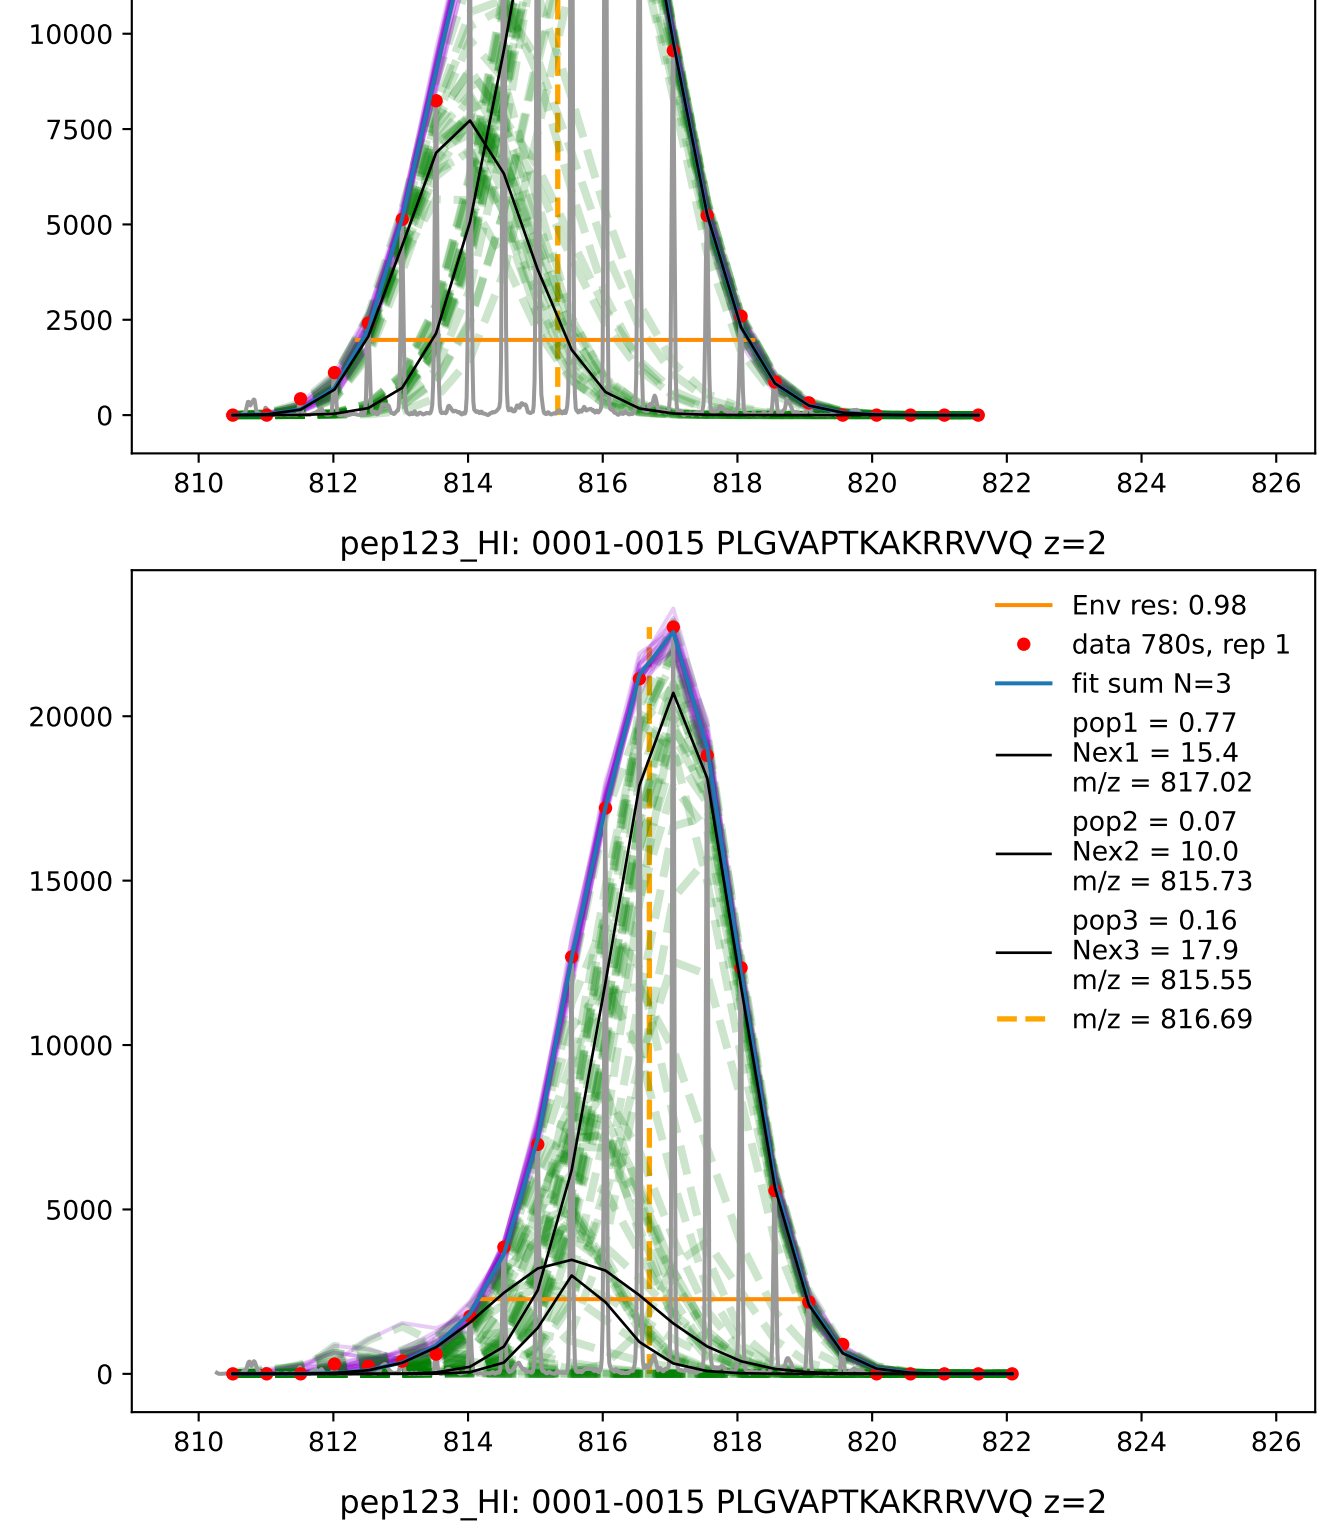 10000
7500
5000
2500
0
810 812 814 816 818 820 822 824 826
pep123_HI: 0001-0015 PLGVAPTKAKRRVVQ z=2
Env res: 0.98
data 780s, rep 1
fit sum N=3
pop1 = 0.77
Nex1 = 15.4
m/z = 817.02
pop2 = 0.07
Nex2 = 10.0
m/z = 815.73
pop3 = 0.16
Nex3 = 17.9
m/z = 815.55
m/z = 816.69
20000
15000
10000
5000
0
810 812 814 816 818 820 822 824 826
pep123_HI: 0001-0015 PLGVAPTKAKRRVVQ z=2